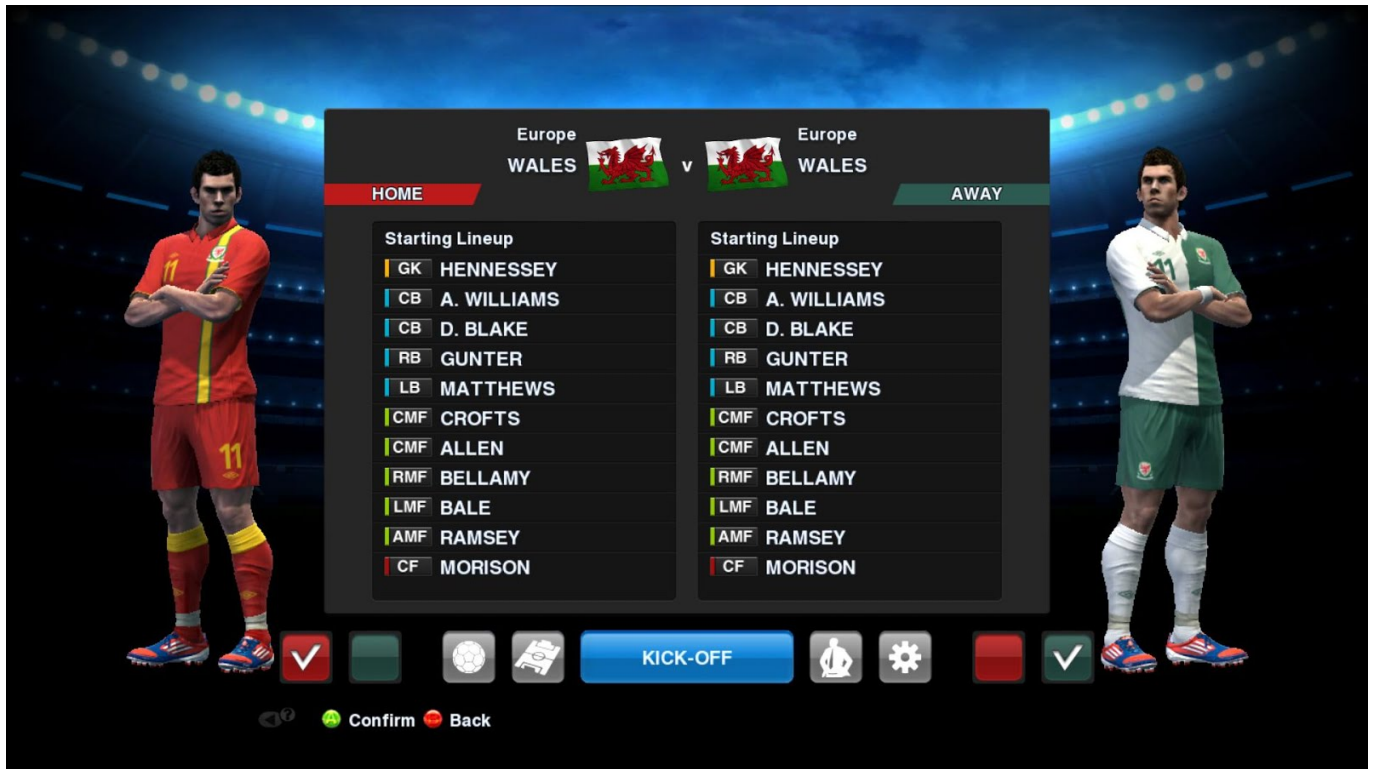 Europe
WALES
v
Europe
WALES
HOME
AWAY
Starting Lineup
GK HENNESSEY
CB A. WILLIAMS
CB D. BLAKE
RB GUNTER
LB MATTHEWS
CMF CROFTS
CMF ALLEN
RMF BELLAMY
LMF BALE
AMF RAMSEY
CF MORISON
Starting Lineup
GK HENNESSEY
CB A. WILLIAMS
CB D. BLAKE
RB GUNTER
LB MATTHEWS
CMF CROFTS
CMF ALLEN
RMF BELLAMY
LMF BALE
AMF RAMSEY
CF MORISON
11
11
11
KICK-OFF
? A Confirm B Back